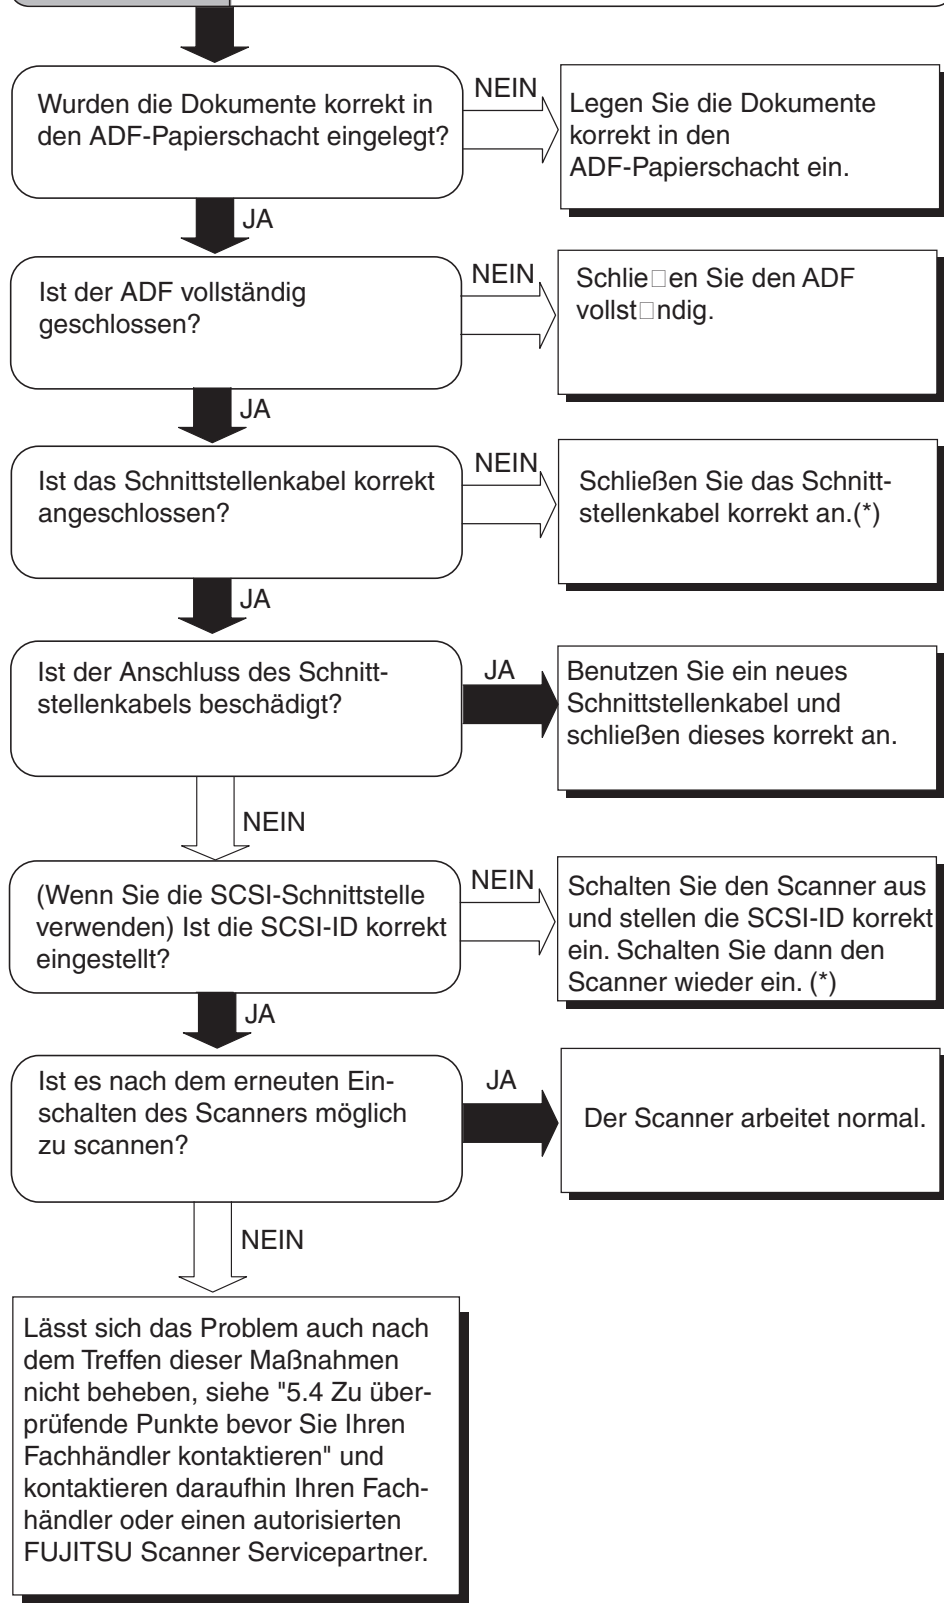 Wurden die Dokumente korrekt in
den ADF-Papierschacht eingelegt?
NEIN
Legen Sie die Dokumente
korrekt in den
ADF-Papierschacht ein.
JA
Ist der ADF vollständig
geschlossen?
NEIN
Schlie□en Sie den ADF
vollst□ndig.
JA
Ist das Schnittstellenkabel korrekt
angeschlossen?
NEIN
Schließen Sie das Schnitt-
stellenkabel korrekt an.(*)
JA
Ist der Anschluss des Schnitt-
stellenkabels beschädigt?
JA
Benutzen Sie ein neues
Schnittstellenkabel und
schließen dieses korrekt an.
NEIN
(Wenn Sie die SCSI-Schnittstelle
verwenden) Ist die SCSI-ID korrekt
eingestellt?
NEIN
Schalten Sie den Scanner aus
und stellen die SCSI-ID korrekt
ein. Schalten Sie dann den
Scanner wieder ein. (*)
JA
Ist es nach dem erneuten Ein-
schalten des Scanners möglich
zu scannen?
JA
Der Scanner arbeitet normal.
NEIN
Lässt sich das Problem auch nach
dem Treffen dieser Maßnahmen
nicht beheben, siehe "5.4 Zu über-
prüfende Punkte bevor Sie Ihren
Fachhändler kontaktieren" und
kontaktieren daraufhin Ihren Fach-
händler oder einen autorisierten
FUJITSU Scanner Servicepartner.